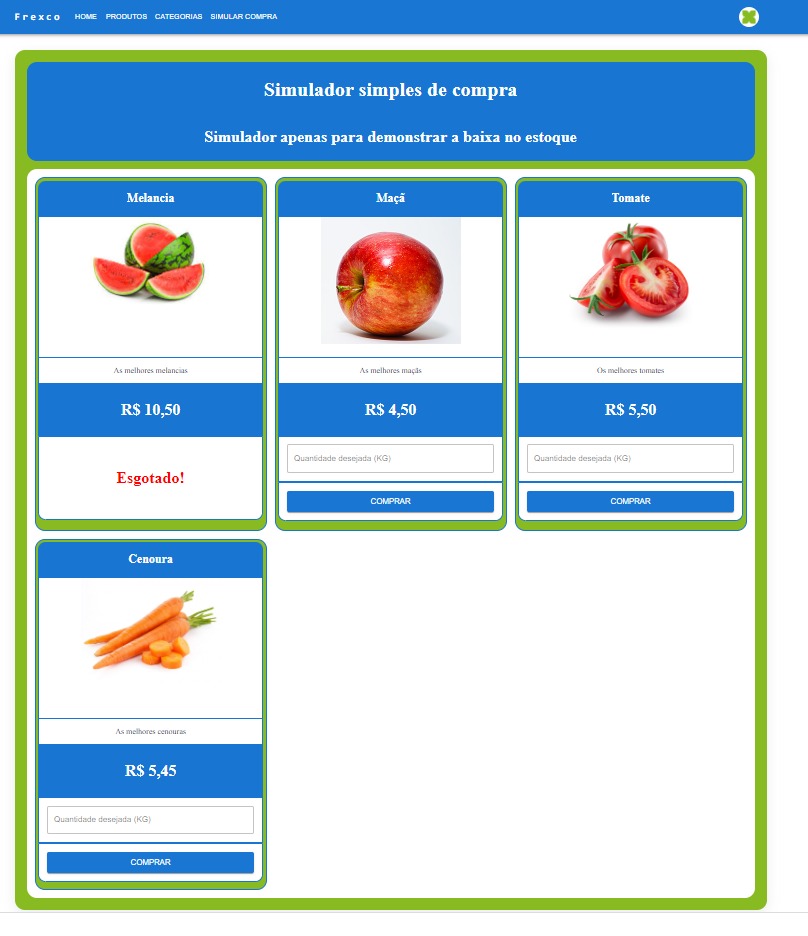 Frexco HOME PRODUTOS CATEGORIAS SIMULAR COMPRA
Simulador simples de compra
Simulador apenas para demonstrar a baixa no estoque
Melancia
As melhores melancias
R$ 10,50
Esgotado!
Maçã
As melhores maçãs
R$ 4,50
Quantidade desejada (KG)
COMPRAR
Tomate
Os melhores tomates
R$ 5,50
Quantidade desejada (KG)
COMPRAR
Cenoura
As melhores cenouras
R$ 5,45
Quantidade desejada (KG)
COMPRAR